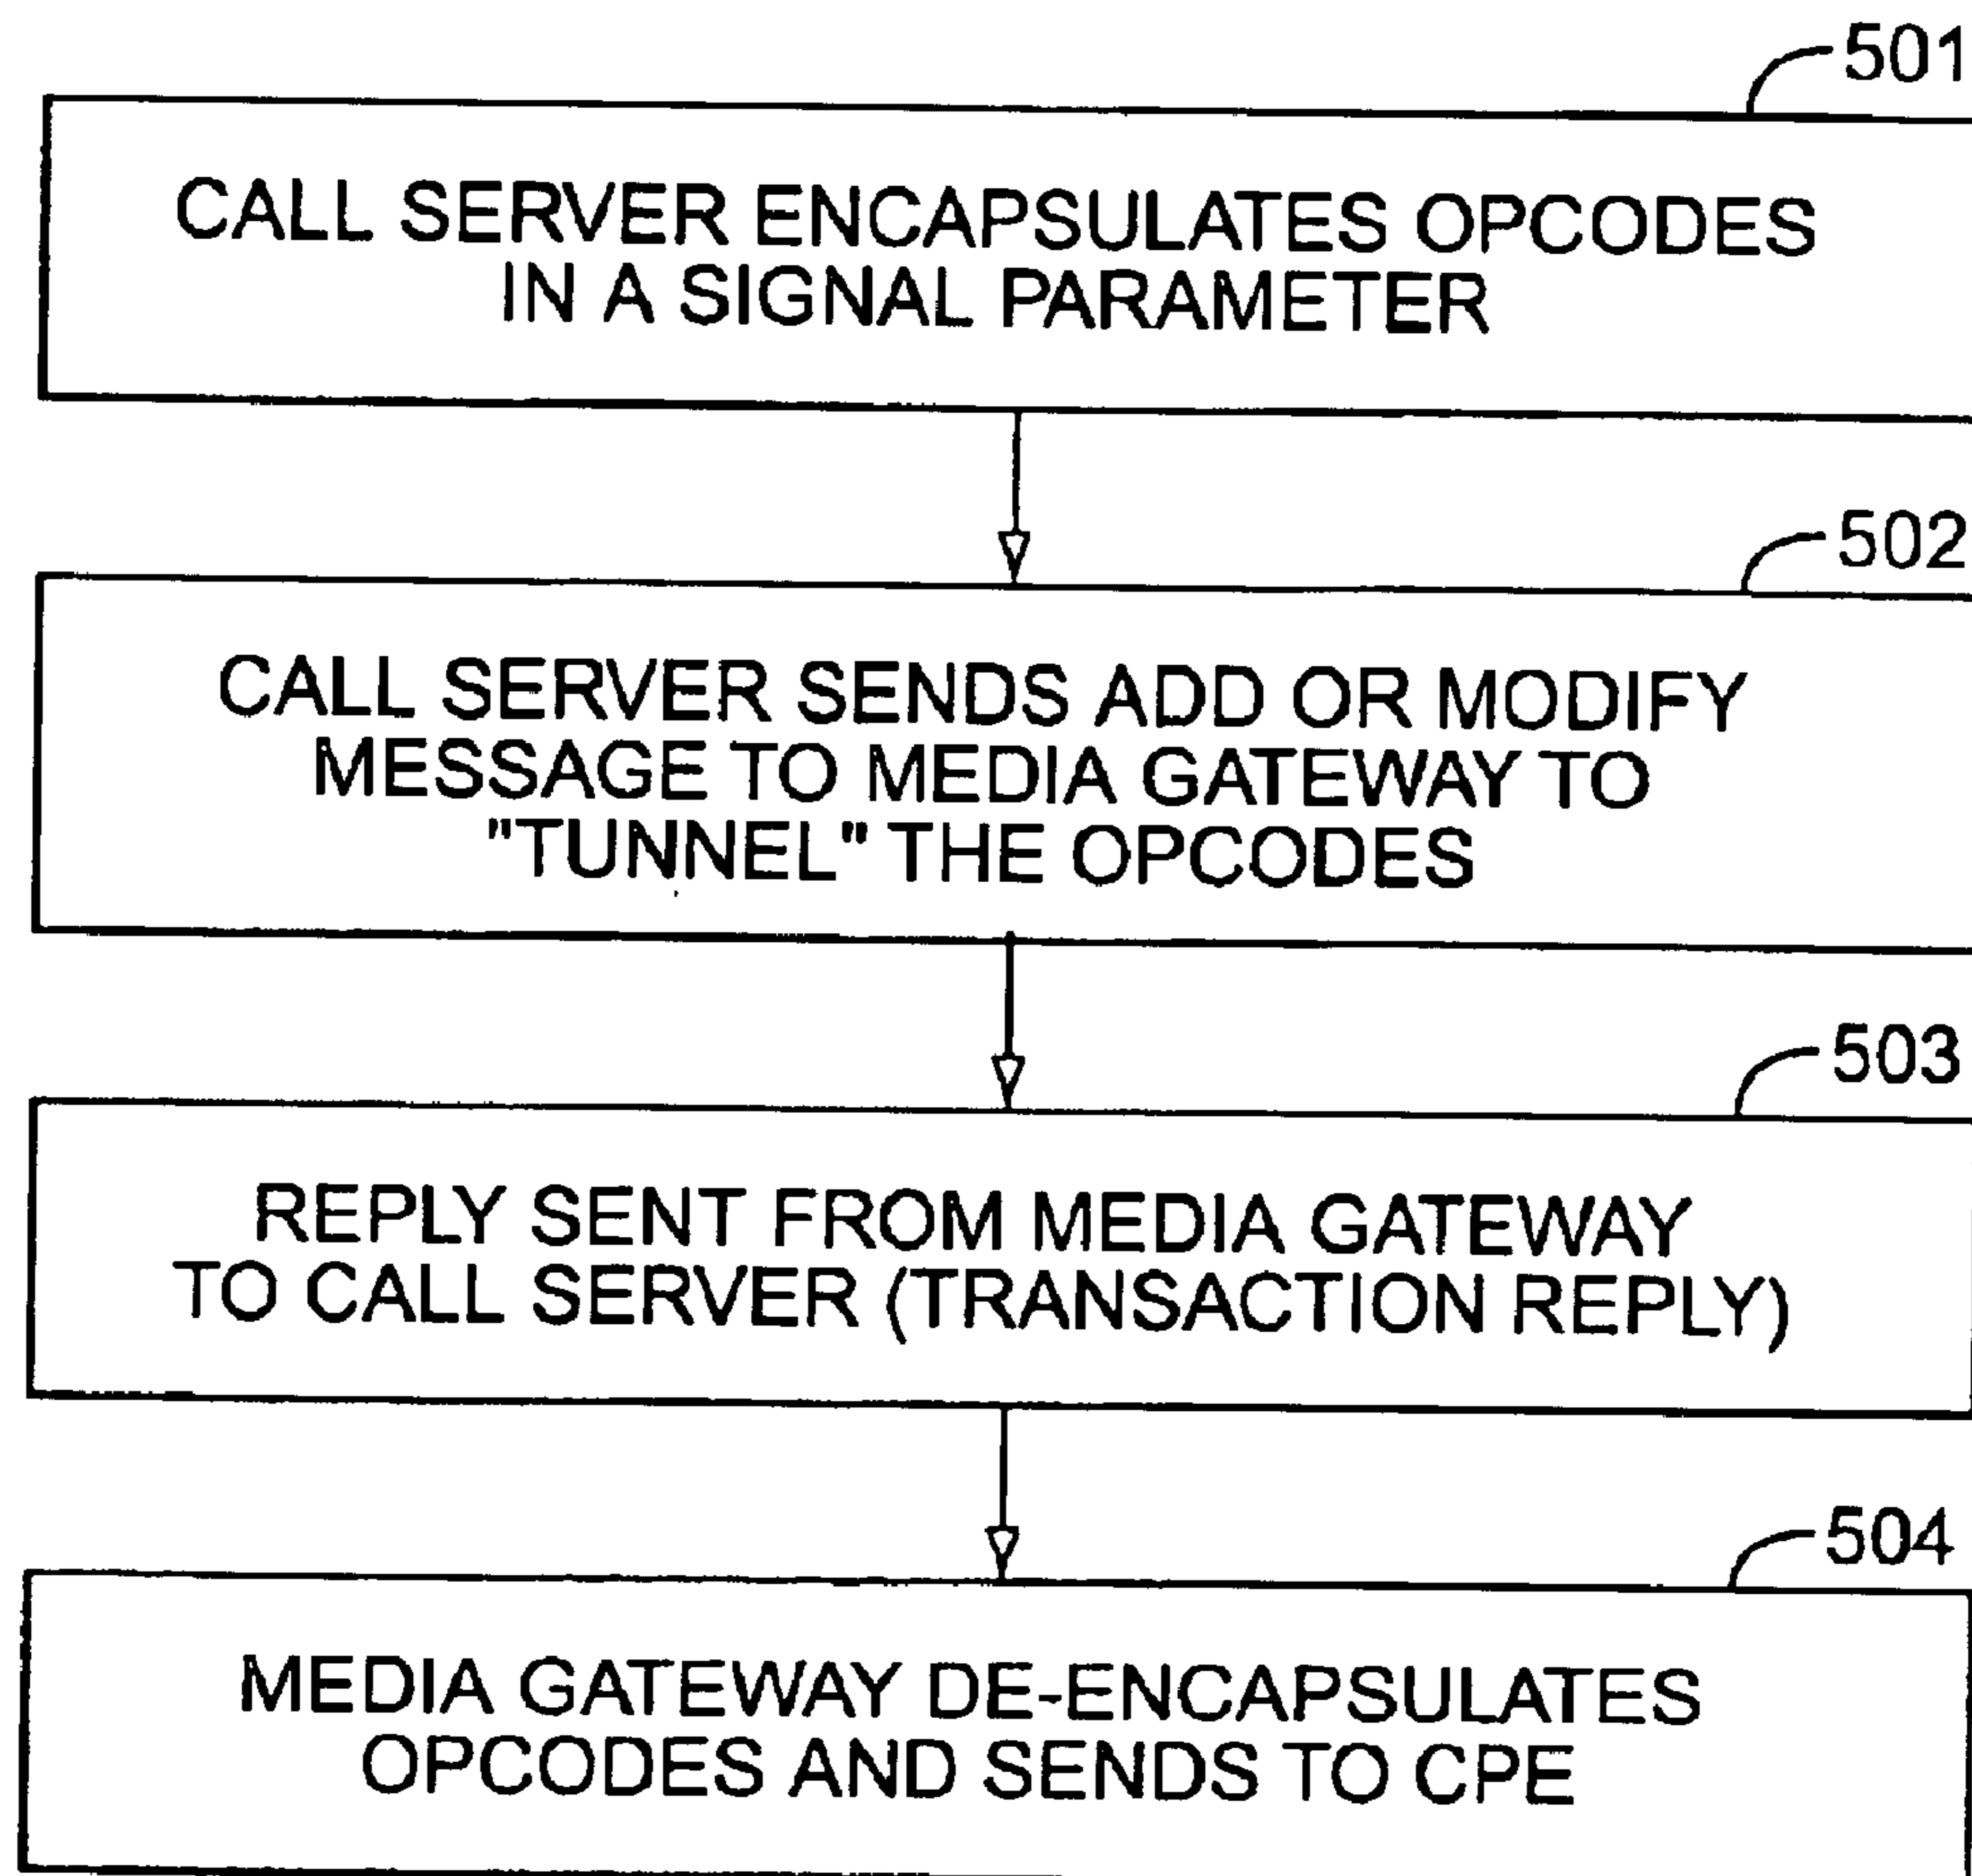 501
CALL SERVER ENCAPSULATES OPCODES
IN A SIGNAL PARAMETER
502
CALL SERVER SENDS ADD OR MODIFY
MESSAGE TO MEDIA GATEWAY TO
"TUNNEL" THE OPCODES
503
REPLY SENT FROM MEDIA GATEWAY
TO CALL SERVER (TRANSACTION REPLY)
504
MEDIA GATEWAY DE-ENCAPSULATES
OPCODES AND SENDS TO CPE